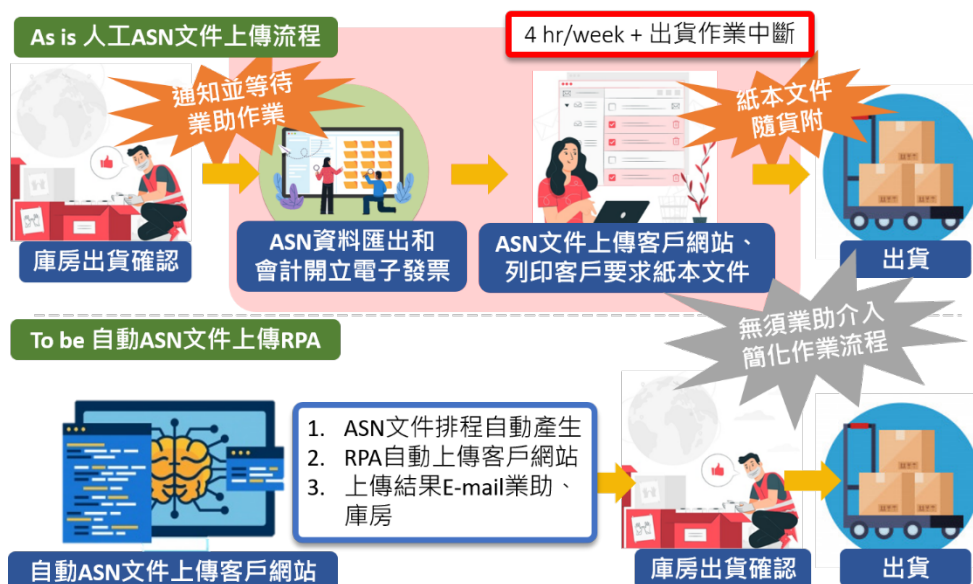 As is 人工ASN文件上傳流程
4 hr/week + 出貨作業中斷
通知並等待
業助作業
紙本文件
隨貨附
庫房出貨確認
ASN資料匯出和
會計開立電子發票
ASN文件上傳客戶網站、
列印客戶要求紙本文件
出貨
To be 自動ASN文件上傳RPA
無須業助介入
簡化作業流程
1. ASN文件排程自動產生
2. RPA自動上傳客戶網站
3. 上傳結果E-mail業助、
庫房
自動ASN文件上傳客戶網站
庫房出貨確認
出貨